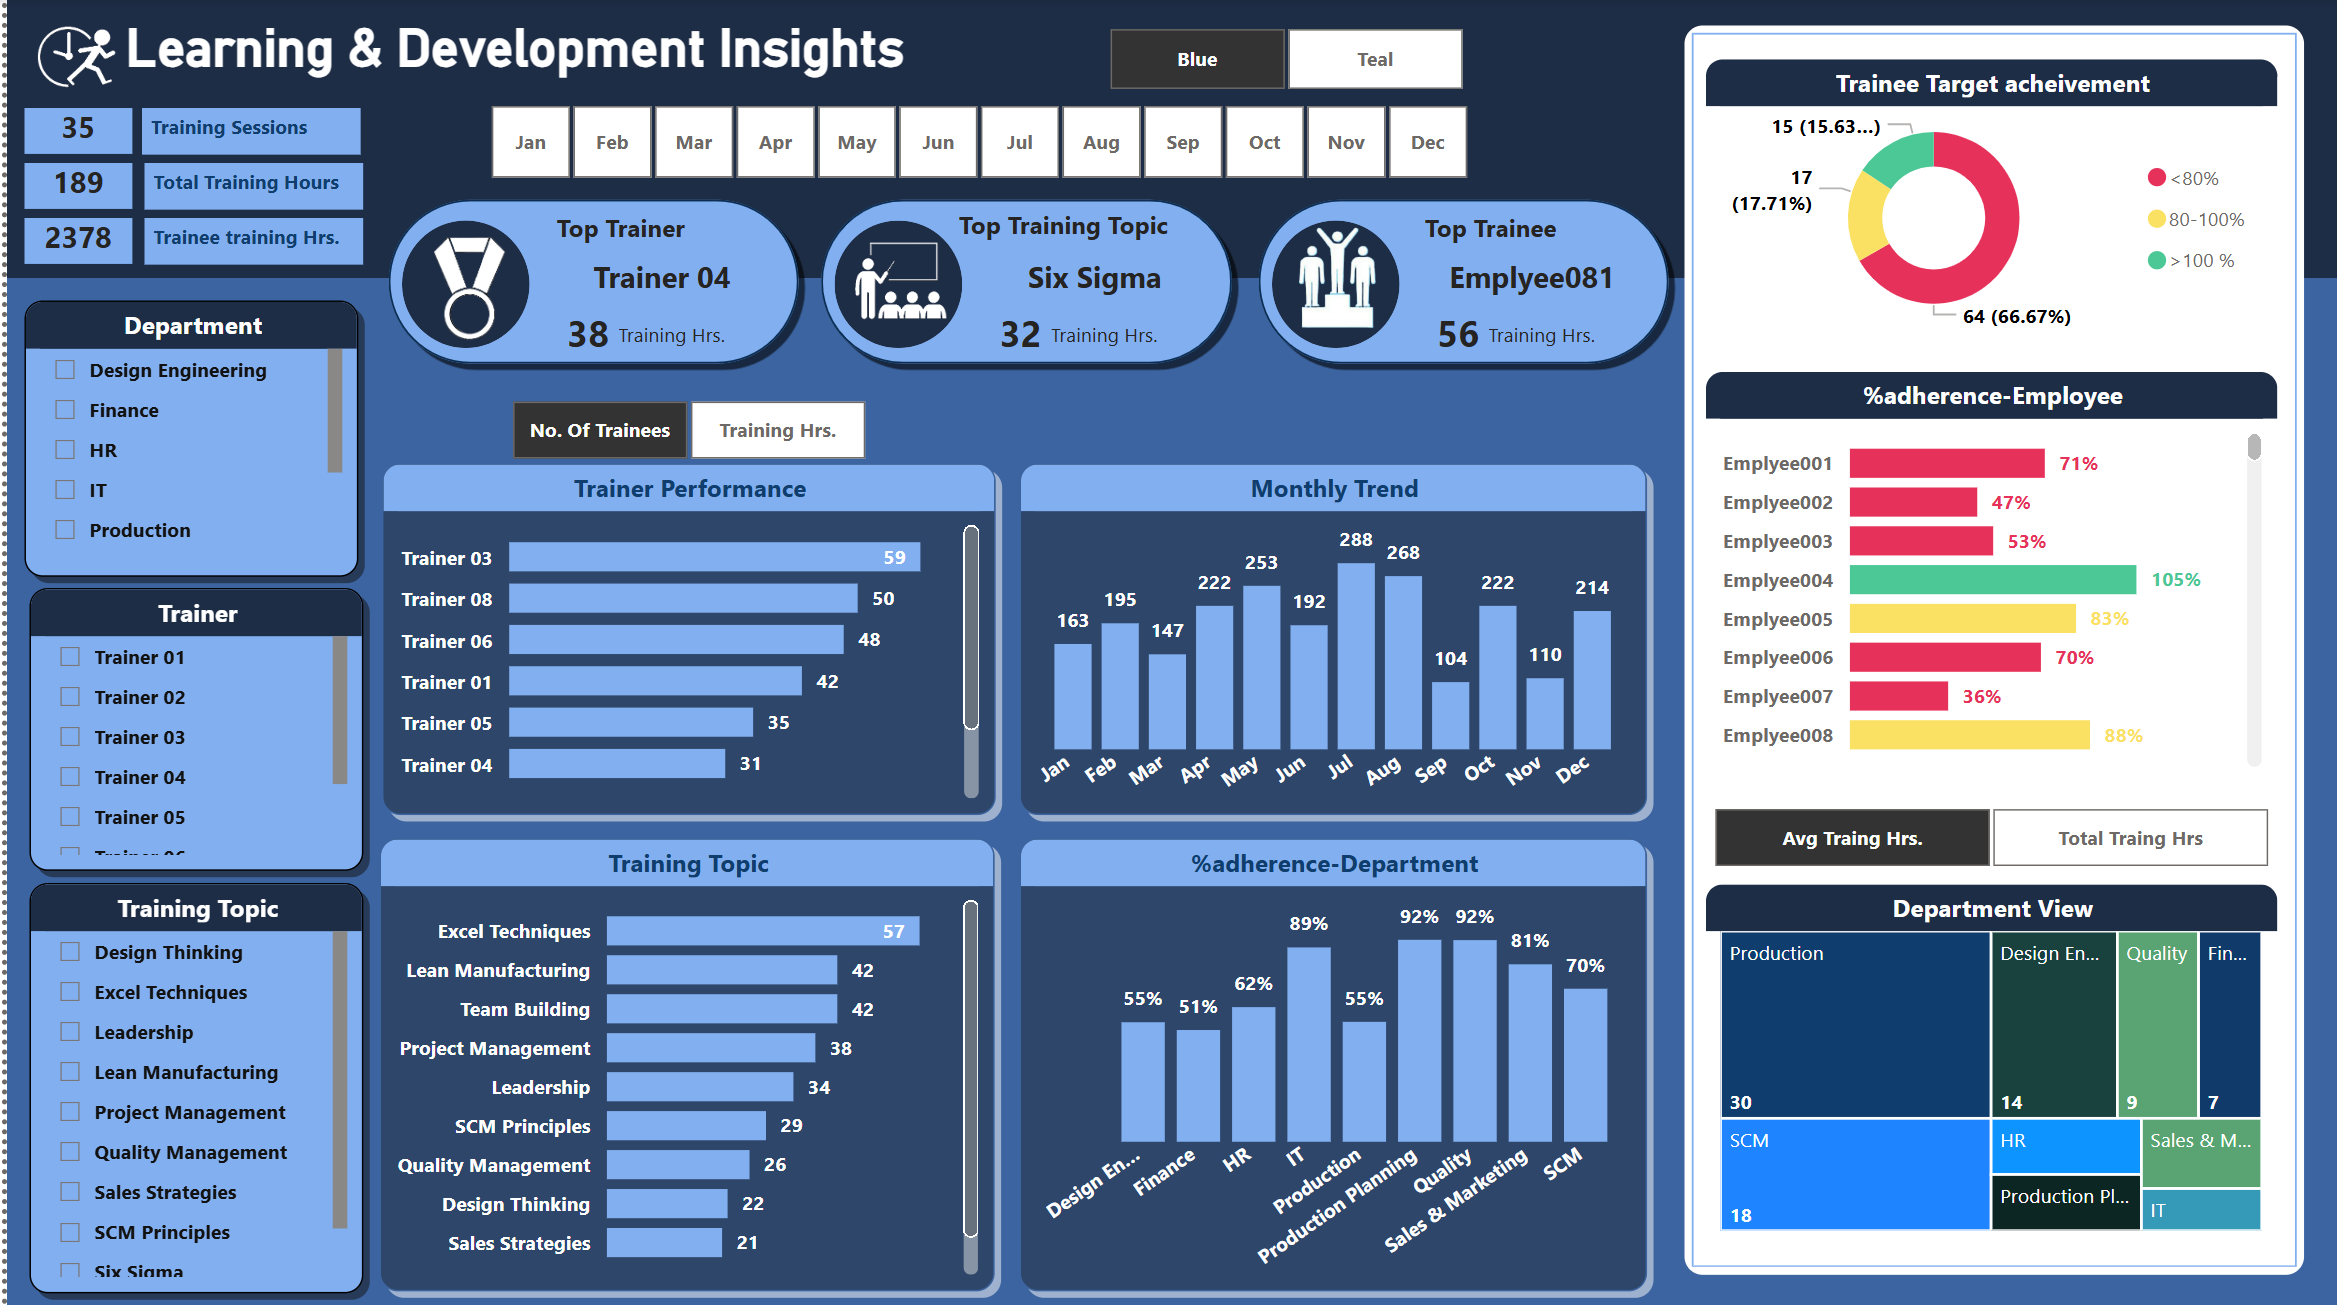 Learning & Development Insights
Blue
Teal
35
Training Sessions
189
Total Training Hours
2378
Trainee training Hrs.
Jan
Feb
Mar
Apr
May
Jun
Jul
Aug
Sep
Oct
Nov
Dec
Top Trainer
Trainer 04
38 Training Hrs.
Top Training Topic
Six Sigma
32 Training Hrs.
Top Trainee
Emplyee081
56 Training Hrs.
Department
Design Engineering
Finance
HR
IT
Production
Trainer
Trainer 01
Trainer 02
Trainer 03
Trainer 04
Trainer 05
Trainer 06
Training Topic
Design Thinking
Excel Techniques
Leadership
Lean Manufacturing
Project Management
Quality Management
Sales Strategies
SCM Principles
Six Sigma
No. Of Trainees
Training Hrs.
Trainer Performance
Trainer 03 59
Trainer 08 50
Trainer 06 48
Trainer 01 42
Trainer 05 35
Trainer 04 31
Monthly Trend
163
195
147
222
253
192
288
268
104
222
110
214
Jan
Feb
Mar
Apr
May
Jun
Jul
Aug
Sep
Oct
Nov
Dec
Training Topic
Excel Techniques 57
Lean Manufacturing 42
Team Building 42
Project Management 38
Leadership 34
SCM Principles 29
Quality Management 26
Design Thinking 22
Sales Strategies 21
%adherence-Department
55%
51%
62%
89%
55%
92%
92%
81%
70%
Design En...
Finance
HR
IT
Production
Production Planning
Quality
Sales & Marketing
SCM
Trainee Target acheivement
15 (15.63...)
17
(17.71%)
64 (66.67%)
<80%
80-100%
>100 %
%adherence-Employee
Emplyee001 71%
Emplyee002 47%
Emplyee003 53%
Emplyee004 105%
Emplyee005 83%
Emplyee006 70%
Emplyee007 36%
Emplyee008 88%
Avg Traing Hrs.
Total Traing Hrs
Department View
Production
30
Design En...
14
Quality
9
Fin...
7
SCM
18
HR
Sales & M...
Production Pl...
IT